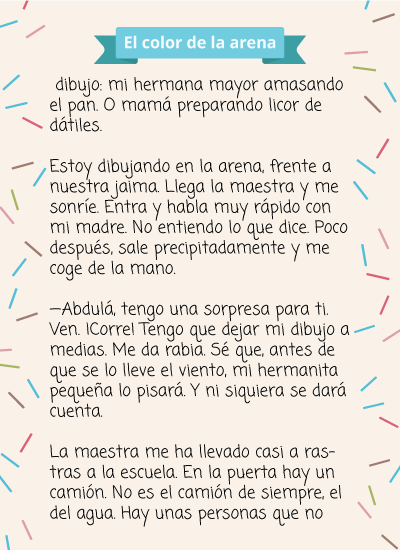 El color de la arena
dibujo: mi hermana mayor amasando
el pan. O mamá preparando licor de
dátiles.
Estoy dibujando en la arena, frente a
nuestra jaima. Llega la maestra y me
sonríe. Entra y habla muy rápido con
mi madre. No entiendo lo que dice. Poco
después, sale precipitadamente y me
coge de la mano.
—Abdulá, tengo una sorpresa para ti.
Ven. ¡Corre! Tengo que dejar mi dibujo a
medias. Me da rabia. Sé que, antes de
que se lo lleve el viento, mi hermanita
pequeña lo pisará. Y ni siquiera se dará
cuenta.
La maestra me ha llevado casi a ras-
tras a la escuela. En la puerta hay un
camión. No es el camión de siempre, el
del agua. Hay unas personas que no